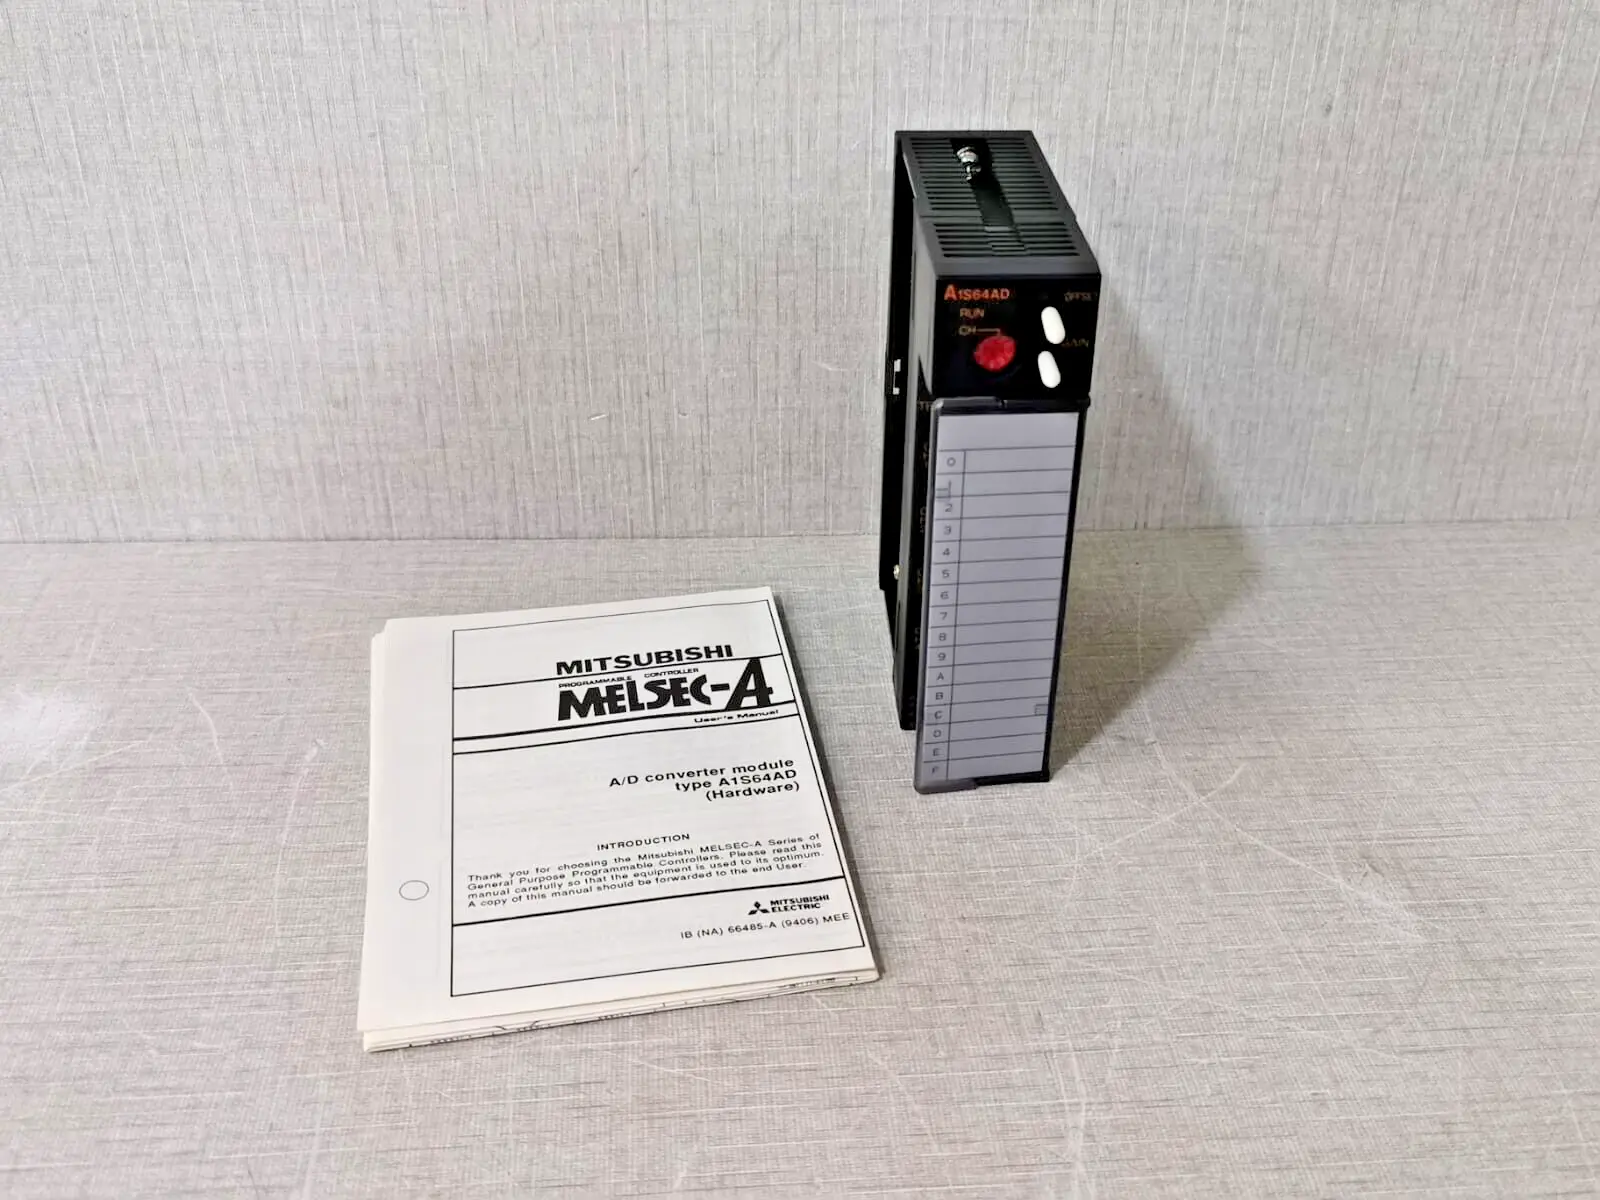 MITSUBISHI
PROGRAMMABLE CONTROLLER
MELSEC-A
User's Manual
A/D converter module
type A1S64AD
(Hardware)
INTRODUCTION
Thank you for choosing the Mitsubishi MELSEC-A Series of
General Purpose Programmable Controllers. Please read this
manual carefully so that the equipment is used to its optimum.
A copy of this manual should be forwarded to the end User.
MITSUBISHI
ELECTRIC
IB (NA) 66485-A (9406) MEE
A1S64AD
RUN
CH
OFFSET
GAIN
0
1
2
3
4
5
6
7
8
9
A
B
C
D
E
F